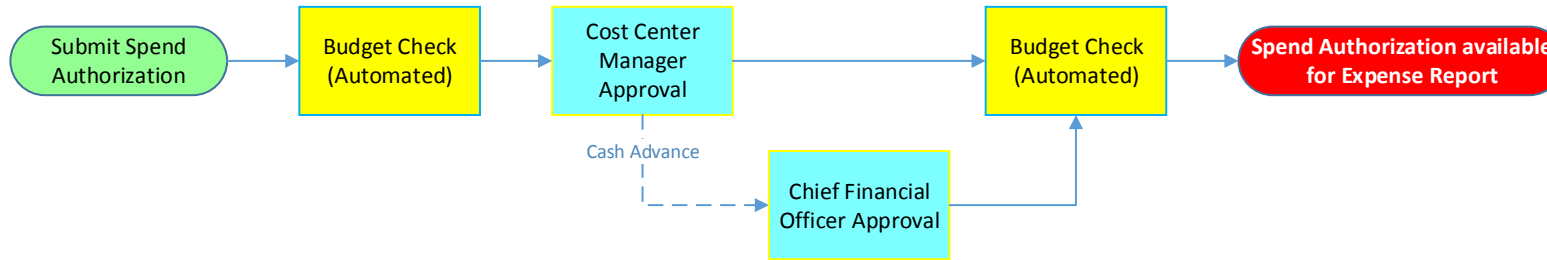 Submit Spend
Authorization
Budget Check
(Automated)
Cost Center
Manager
Approval
Budget Check
(Automated)
Spend Authorization available
for Expense Report
Cash Advance
Chief Financial
Officer Approval